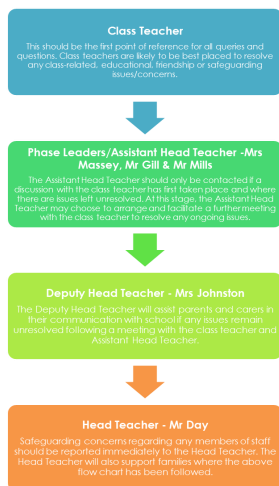 Class Teacher
This should be the first point of reference for all queries and
questions. Class teachers are likely to be best placed to resolve
any class-related, educational, friendship or safeguarding
issues/concerns.
Phase Leaders/Assistant Head Teacher -Mrs
Massey, Mr Gill & Mr Mills
The Assistant Head Teacher should only be contacted if a
discussion with the class teacher has first taken place and where
there are issues left unresolved. At this stage, the Assistant Head
Teacher may choose to arrange and facilitate a further meeting
with the class teacher to resolve any ongoing issues.
Deputy Head Teacher - Mrs Johnston
The Deputy Head Teacher will assist parents and carers in
their communication with school if any issues remain
unresolved following a meeting with the class teacher and
Assistant Head Teacher.
Head Teacher - Mr Day
Safeguarding concerns regarding any members of staff
should be reported immediately to the Head Teacher. The
Head Teacher will also support families where the above
flow chart has been followed.